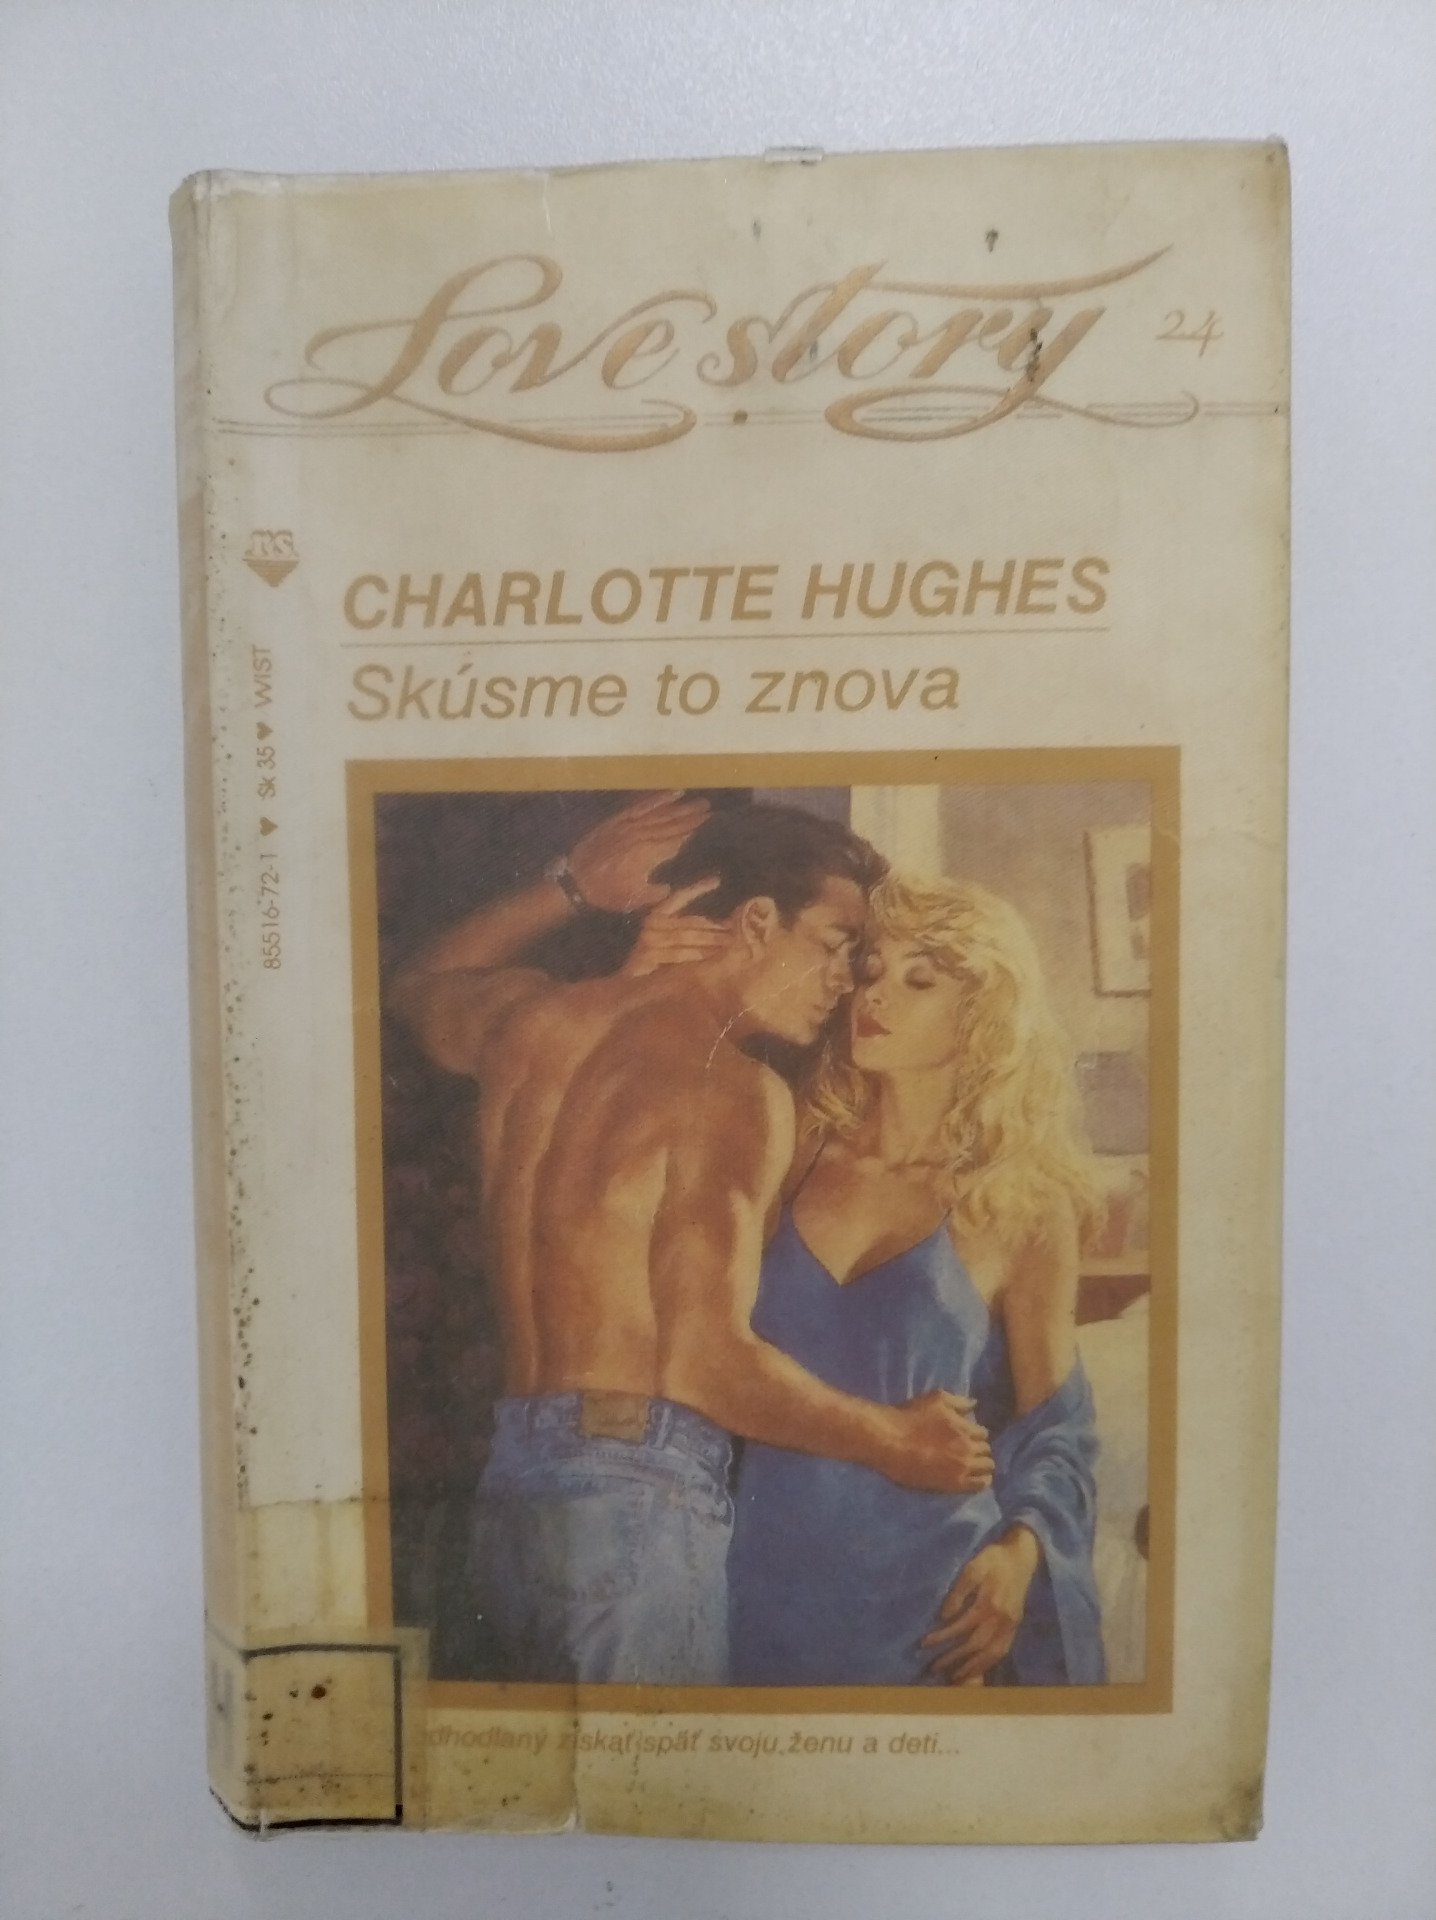 Love story 24
CHARLOTTE HUGHES
Skúsme to znova
85516-72-1 ♥ Sk 35 ♥ WIST
RS
získať späť svoju ženu a deti...